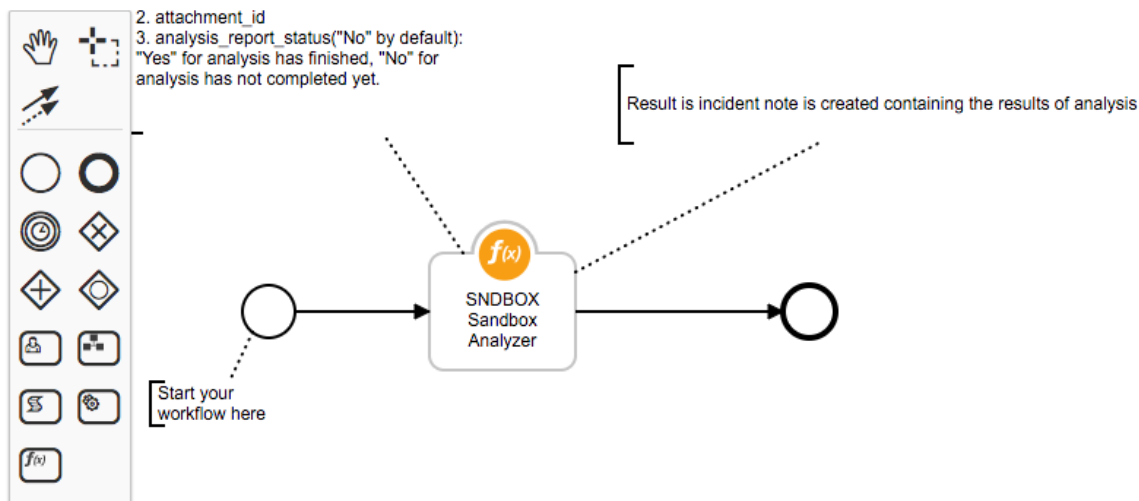 2. attachment_id
3. analysis_report_status("No" by default):
"Yes" for analysis has finished, "No" for
analysis has not completed yet.
Result is incident note is created containing the results of analysis
f(x)
SNDBOX
Sandbox
Analyzer
Start your
workflow here
f(x)